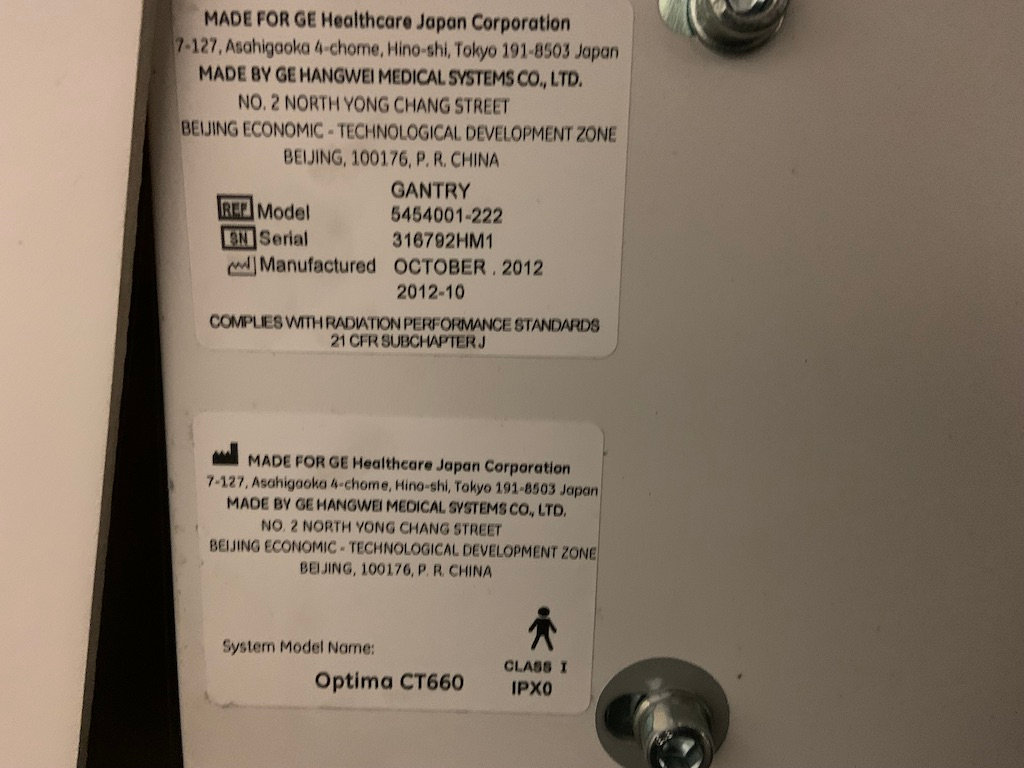 MADE FOR GE Healthcare Japan Corporation
7-127, Asahigaoka 4-chome, Hino-shi, Tokyo 191-8503 Japan
MADE BY GE HANGWEI MEDICAL SYSTEMS CO., LTD.
NO. 2 NORTH YONG CHANG STREET
BEIJING ECONOMIC - TECHNOLOGICAL DEVELOPMENT ZONE
BEIJING, 100176, P. R. CHINA
GANTRY
REF Model 5454001-222
SN Serial 316792HM1
Manufactured OCTOBER . 2012
2012-10
COMPLIES WITH RADIATION PERFORMANCE STANDARDS
21 CFR SUBCHAPTER J
MADE FOR GE Healthcare Japan Corporation
7-127, Asahigaoka 4-chome, Hino-shi, Tokyo 191-8503 Japan
MADE BY GE HANGWEI MEDICAL SYSTEMS CO., LTD.
NO. 2 NORTH YONG CHANG STREET
BEIJING ECONOMIC - TECHNOLOGICAL DEVELOPMENT ZONE
BEIJING, 100176, P. R. CHINA
System Model Name:
Optima CT660
CLASS I
IPX0